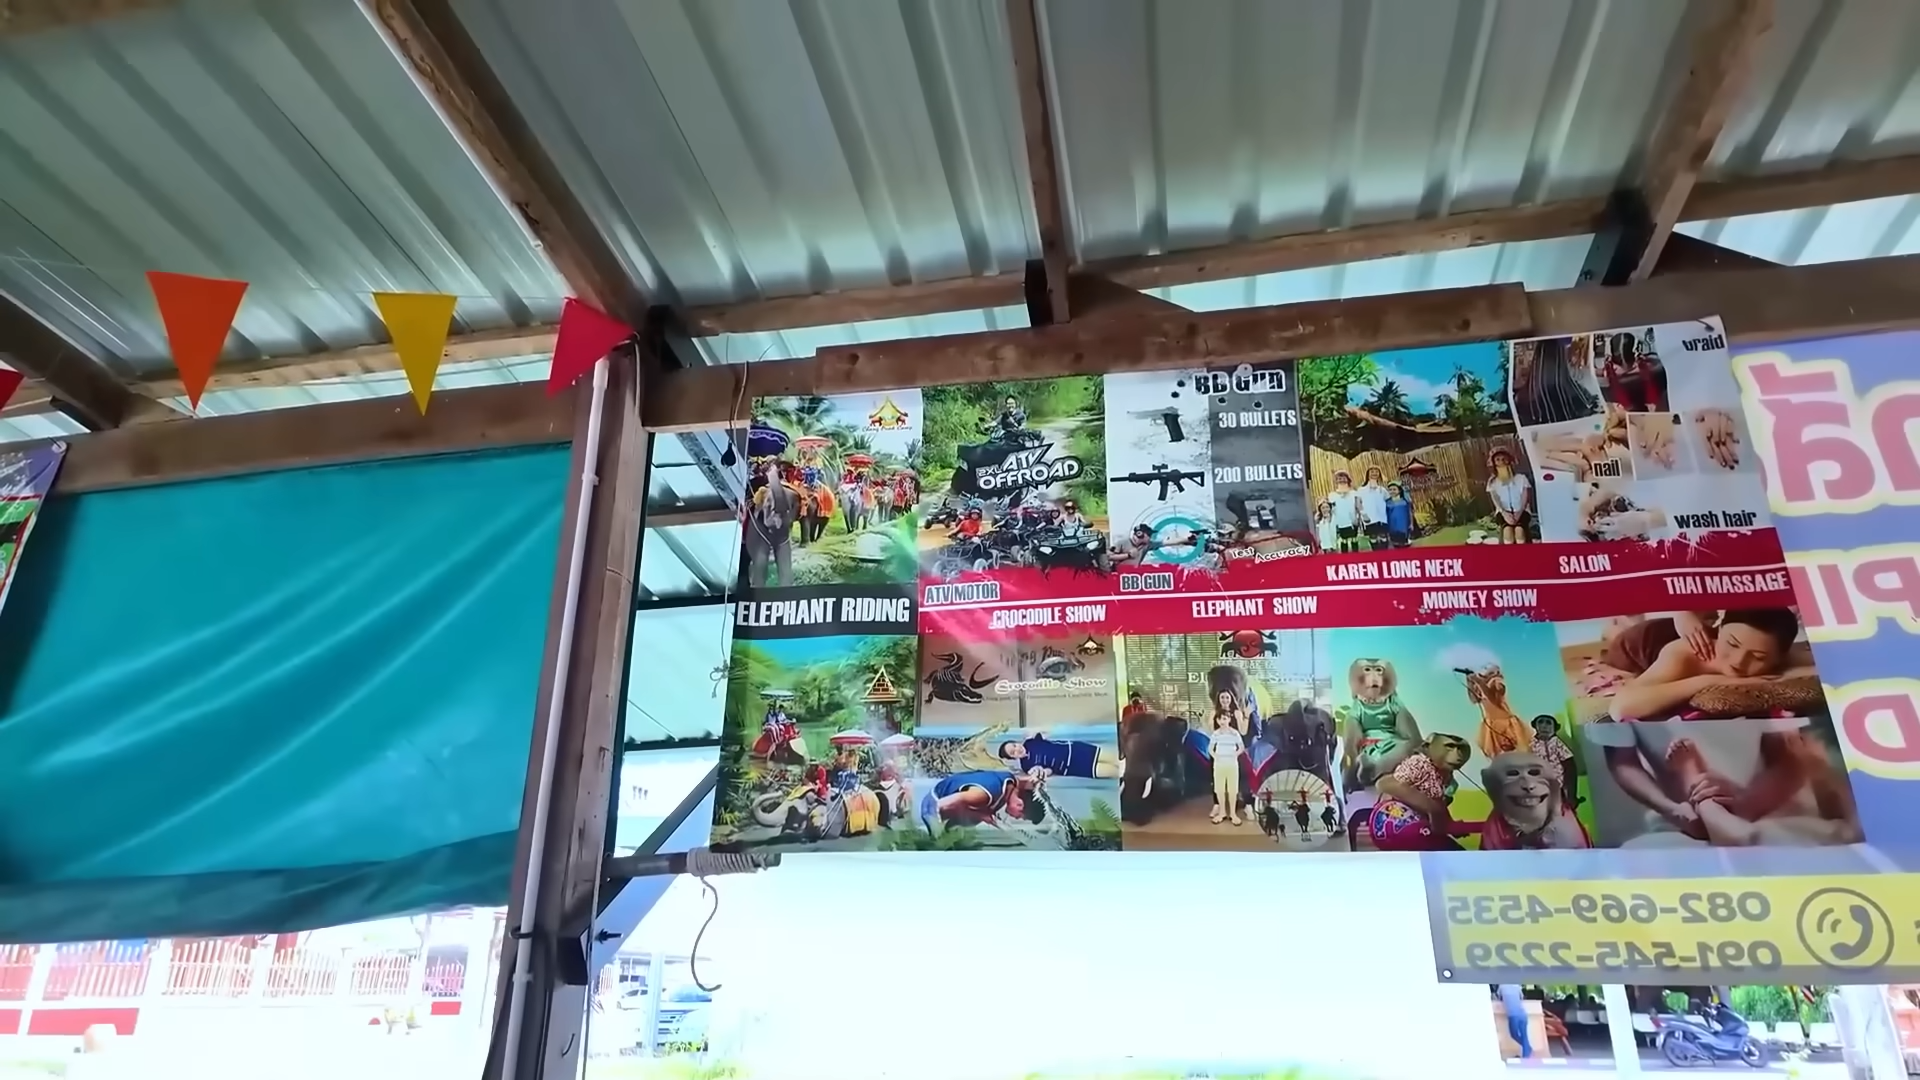 braid
BB GUN
30 BULLETS
2XL ATV
OFFROAD
nail
200 BULLETS
wash hair
Test Accuracy
KAREN LONG NECK
SALON
ATV MOTOR
BB GUN
THAI MASSAGE
ELEPHANT RIDING
CROCODILE SHOW
ELEPHANT SHOW
MONKEY SHOW
Crocodile Show
082-669-4535
091-545-2229